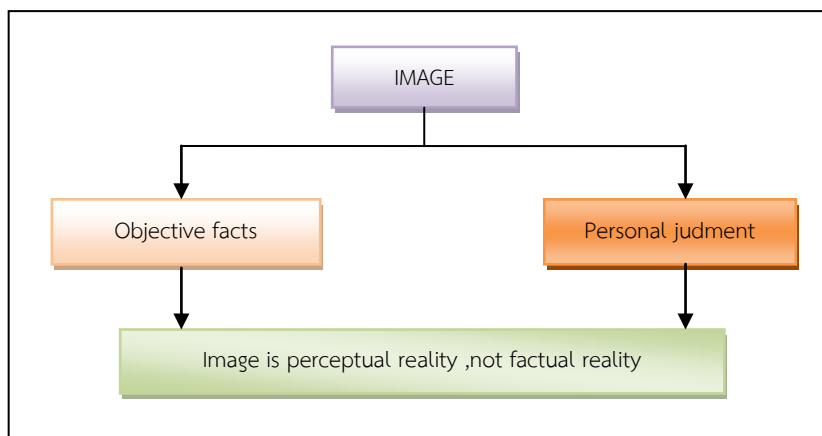 IMAGE
Objective facts
Personal judment
Image is perceptual reality ,not factual reality